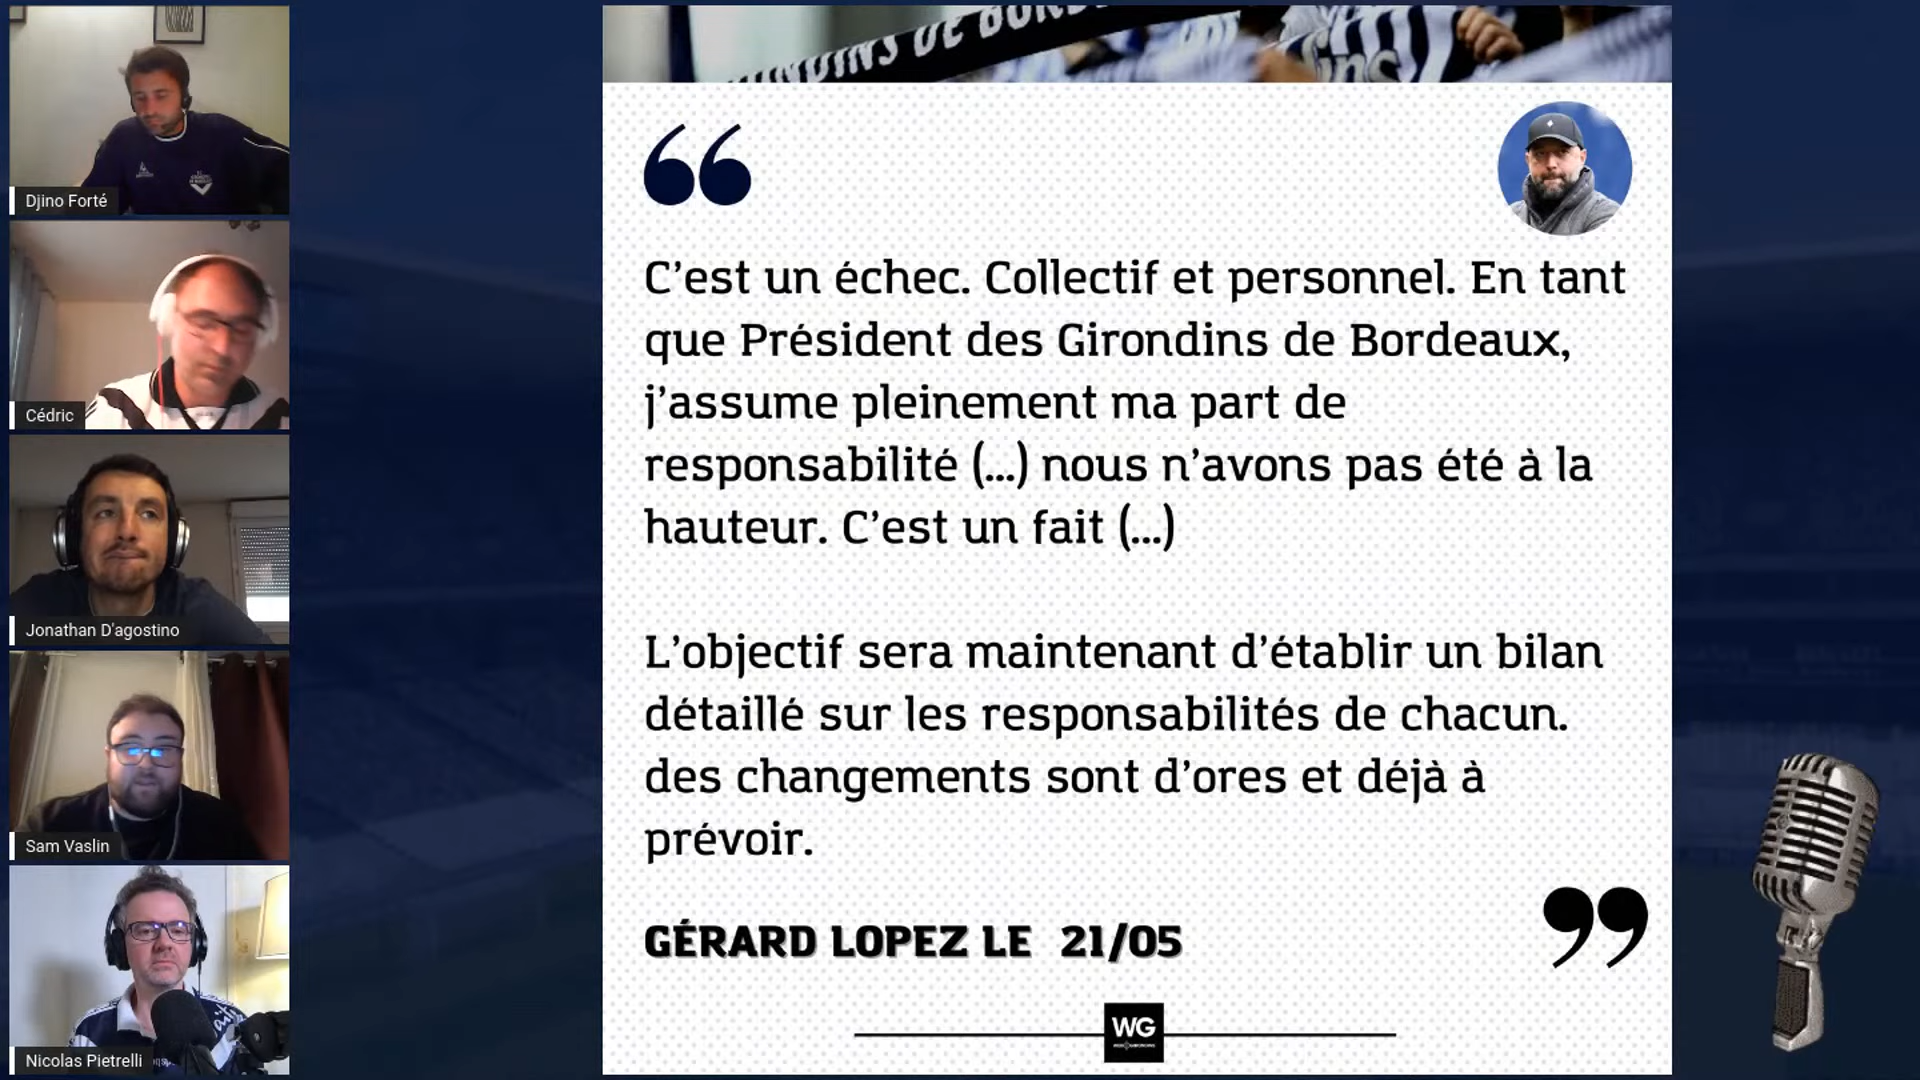 Djino Forté
Cédric
Jonathan D'agostino
Sam Vaslin
Nicolas Pietrelli
C’est un échec. Collectif et personnel. En tant
que Président des Girondins de Bordeaux,
j’assume pleinement ma part de
responsabilité (...) nous n’avons pas été à la
hauteur. C’est un fait (...)
L’objectif sera maintenant d’établir un bilan
détaillé sur les responsabilités de chacun.
des changements sont d’ores et déjà à
prévoir.
GÉRARD LOPEZ LE 21/05
WG